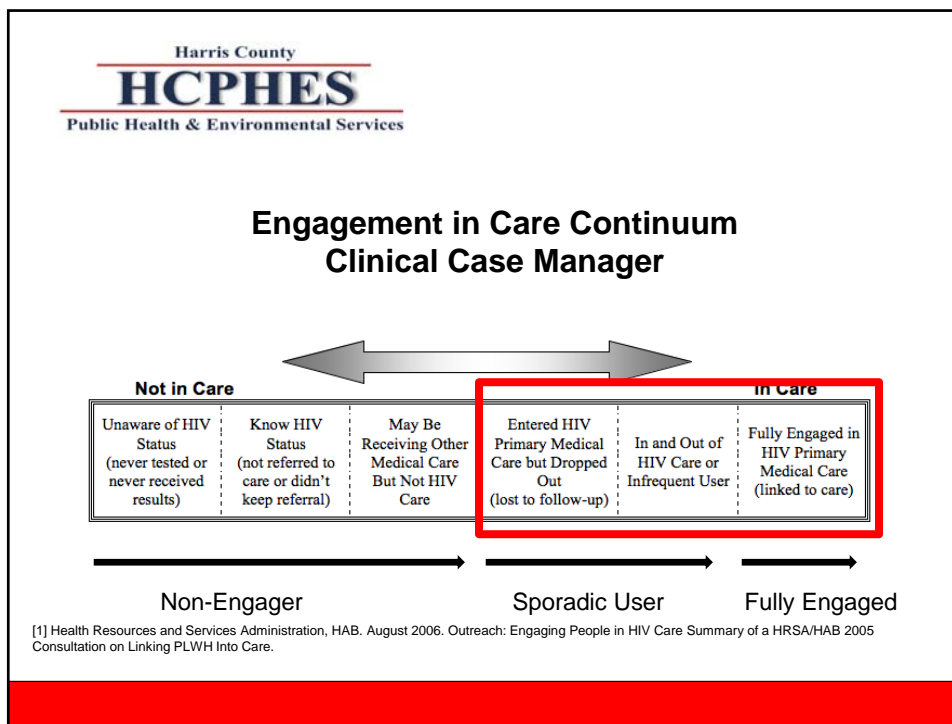 Harris County
HCPHES
Public Health & Environmental Services
Engagement in Care Continuum
Clinical Case Manager
Not in Care
In Care
Unaware of HIV
Status
(never tested or
never received
results)
Know HIV
Status
(not referred to
care or didn't
keep referral)
May Be
Receiving Other
Medical Care
But Not HIV
Care
Entered HIV
Primary Medical
Care but Dropped
Out
(lost to follow-up)
In and Out of
HIV Care or
Infrequent User
Fully Engaged in
HIV Primary
Medical Care
(linked to care)
Non-Engager
Sporadic User
Fully Engaged
[1] Health Resources and Services Administration, HAB. August 2006. Outreach: Engaging People in HIV Care Summary of a HRSA/HAB 2005
Consultation on Linking PLWH Into Care.